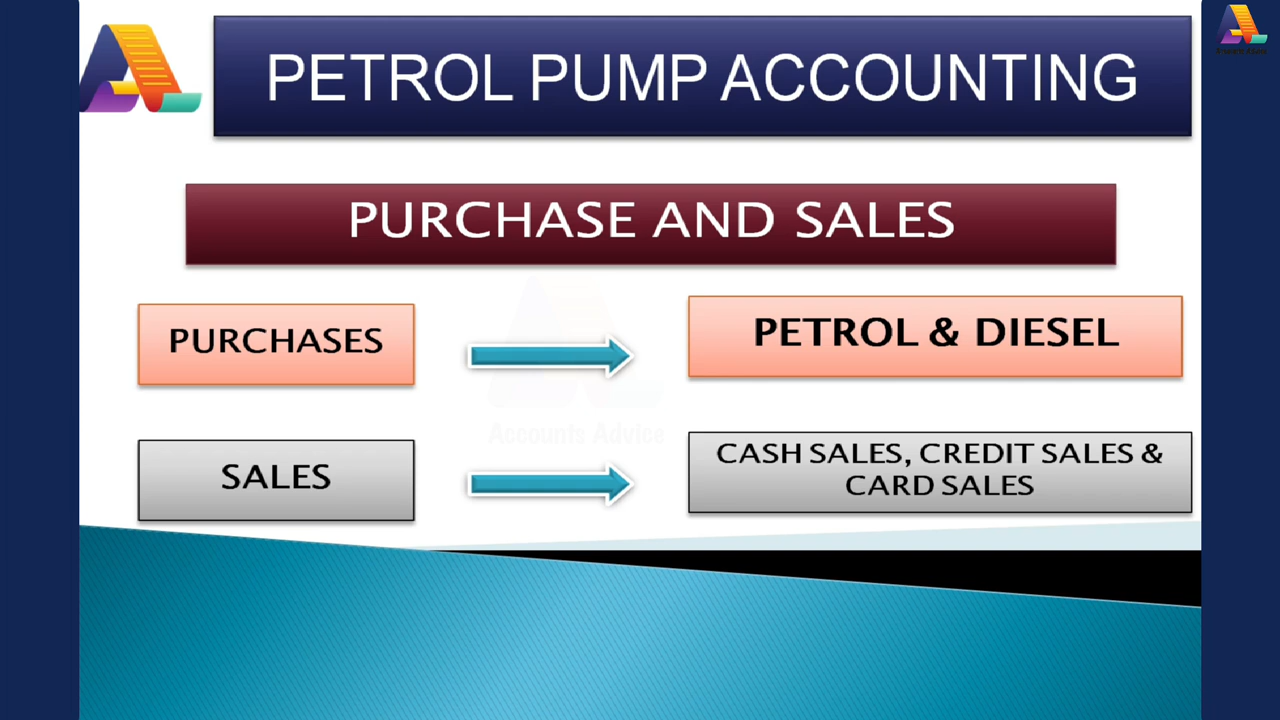 PETROL PUMP ACCOUNTING
PURCHASE AND SALES
PURCHASES
PETROL & DIESEL
Accounts Advice
SALES
CASH SALES, CREDIT SALES &
CARD SALES